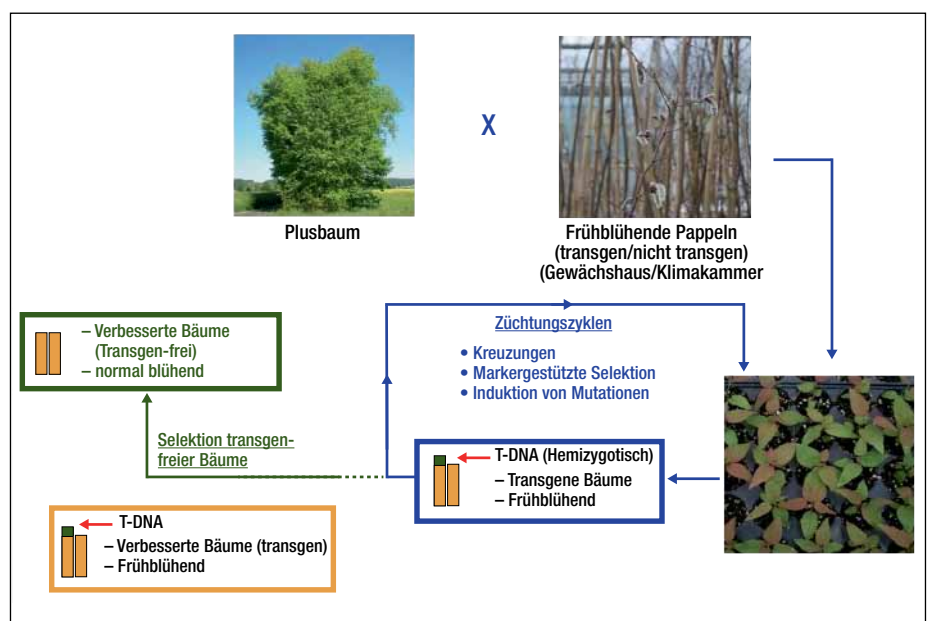 X
Plusbaum
Frühblühende Pappeln
(transgen/nicht transgen)
(Gewächshaus/Klimakammer
– Verbesserte Bäume
(Transgen-frei)
– normal blühend
Züchtungszyklen
• Kreuzungen
• Markergestützte Selektion
• Induktion von Mutationen
Selektion transgen-
freier Bäume
T-DNA (Hemizygotisch)
– Transgene Bäume
– Frühblühend
T-DNA
– Verbesserte Bäume (transgen)
– Frühblühend